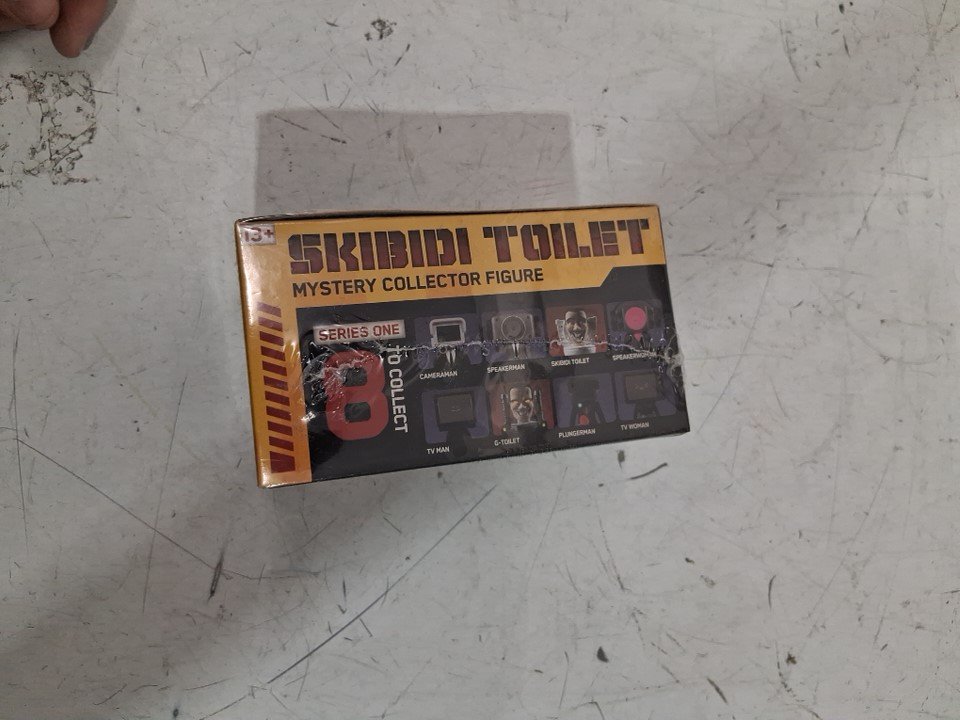 13+
SKIBIDI TOILET
MYSTERY COLLECTOR FIGURE
SERIES ONE
8
TO COLLECT
CAMERAMAN
SPEAKERMAN
SKIBIDI TOILET
SPEAKERWOMAN
TV MAN
G-TOILET
PLUNGERMAN
TV WOMAN